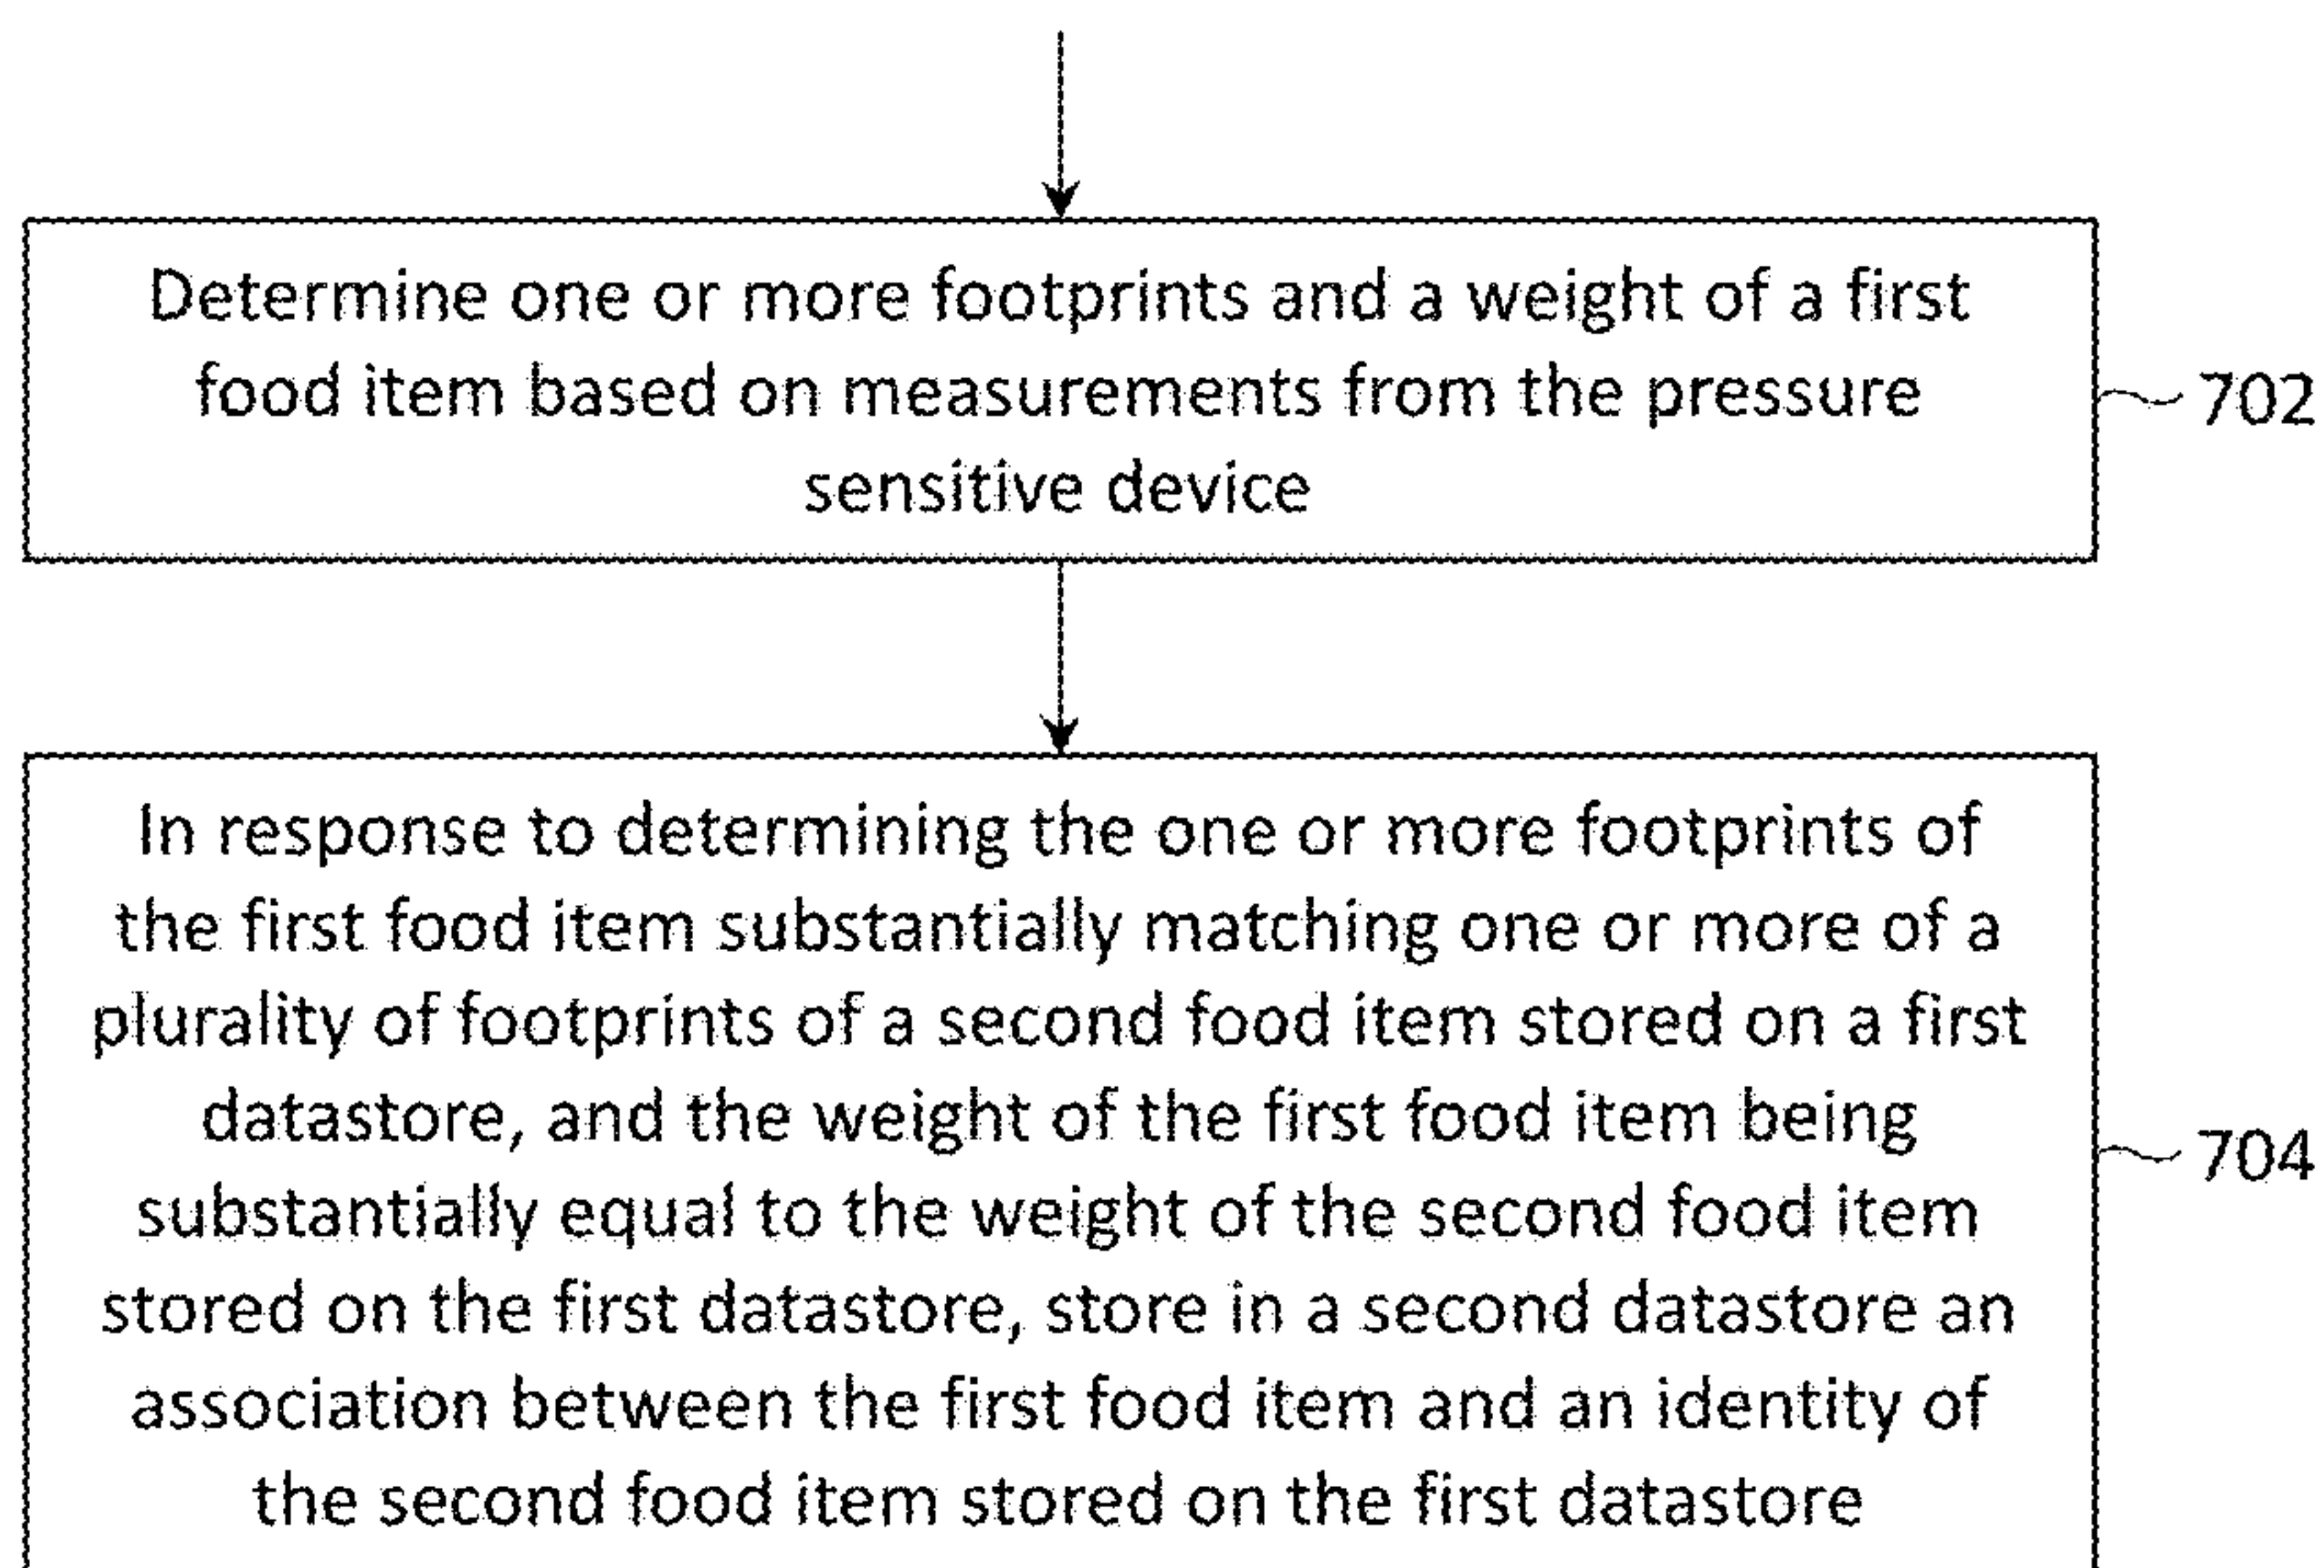 Determine one or more footprints and a weight of a first
food item based on measurements from the pressure
sensitive device
702
In response to determining the one or more footprints of
the first food item substantially matching one or more of a
plurality of footprints of a second food item stored on a first
datastore, and the weight of the first food item being
substantially equal to the weight of the second food item
stored on the first datastore, store in a second datastore an
association between the first food item and an identity of
the second food item stored on the first datastore
704